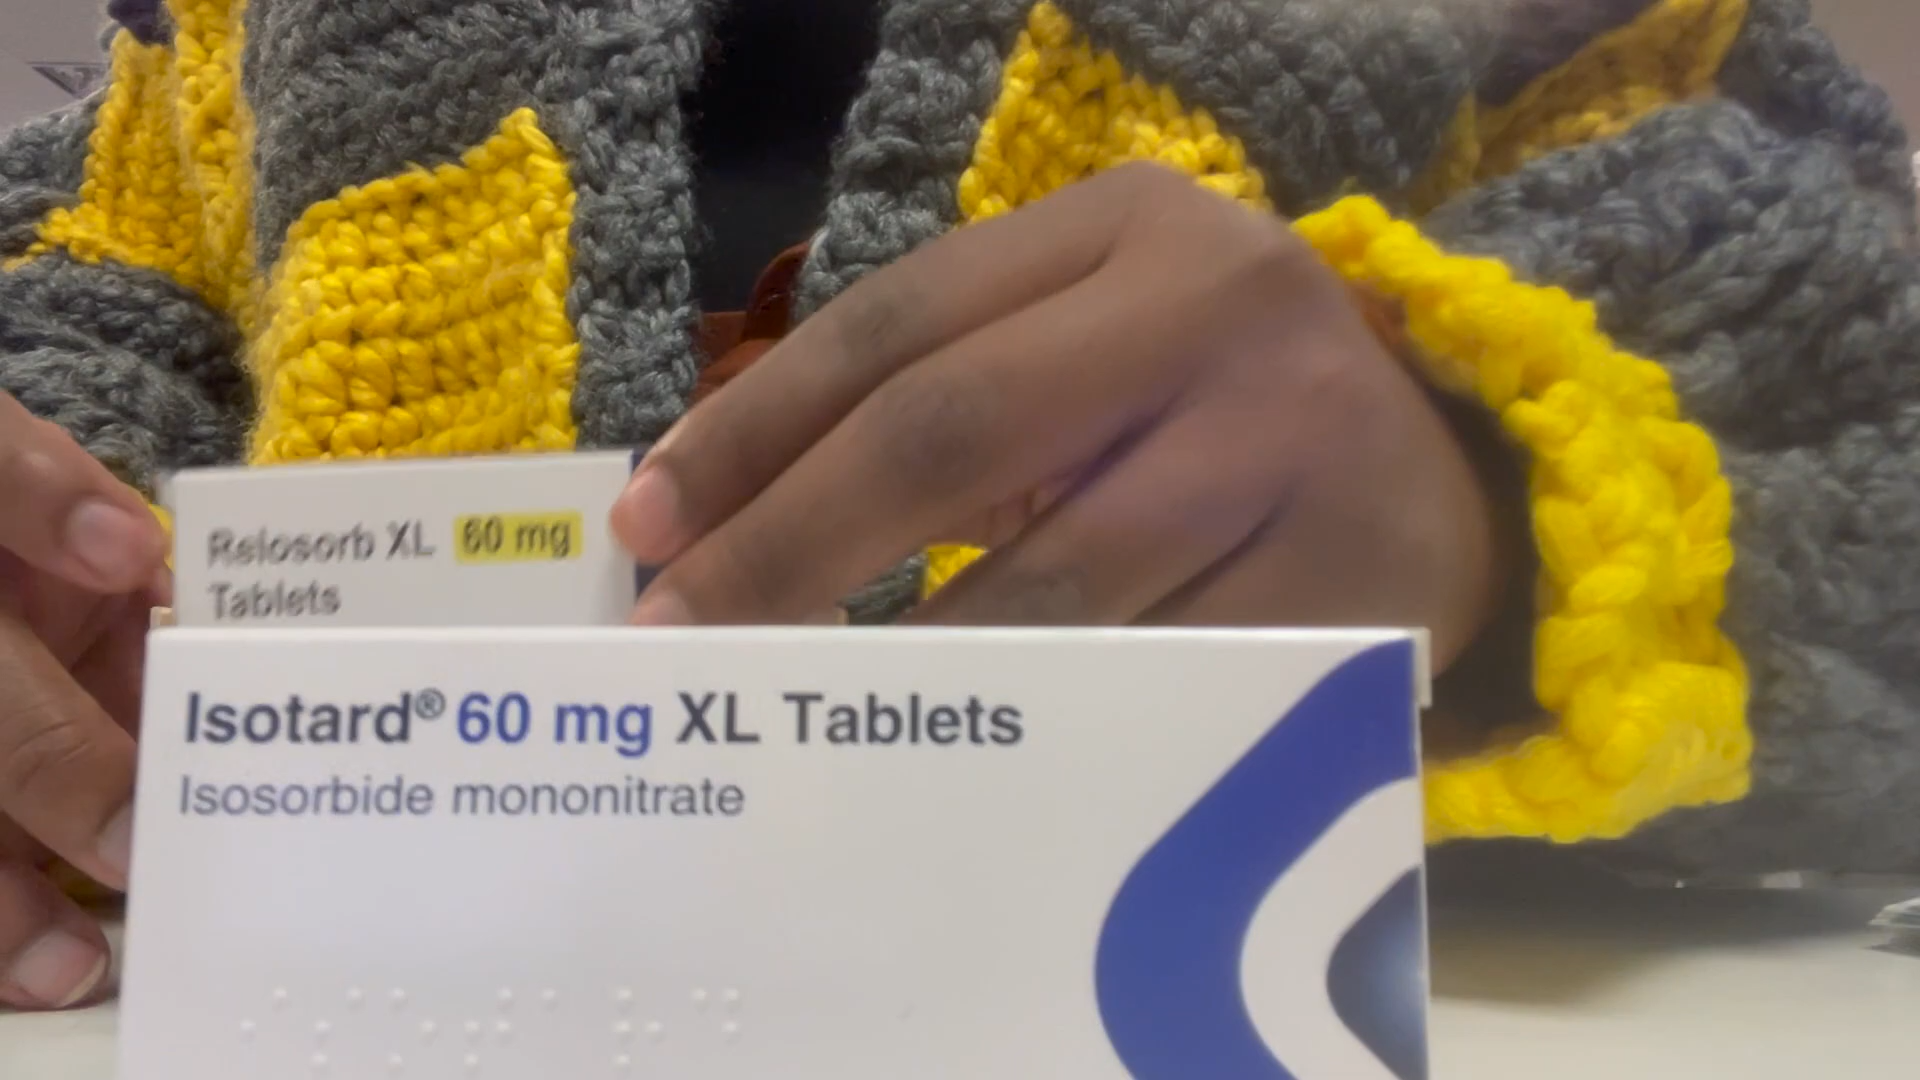 Relosorb XL 60 mg
Tablets
Isotard® 60 mg XL Tablets
Isosorbide mononitrate